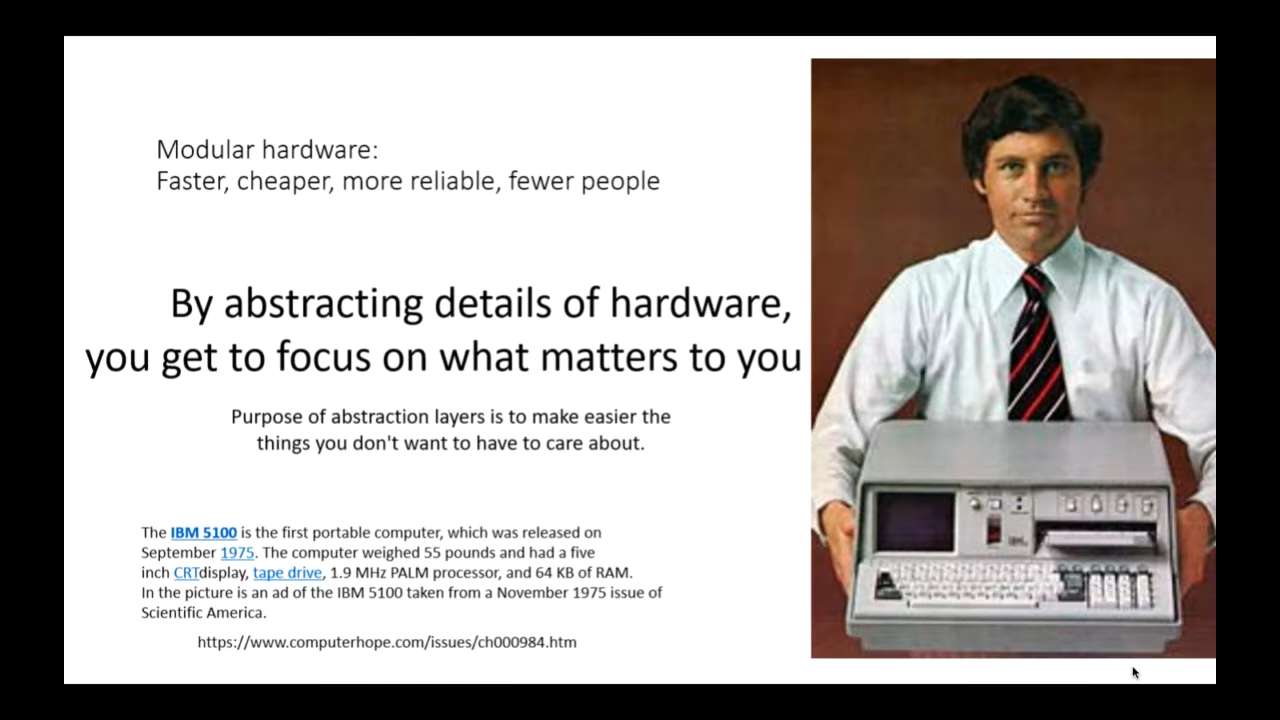 Modular hardware:
Faster, cheaper, more reliable, fewer people
By abstracting details of hardware,
you get to focus on what matters to you
Purpose of abstraction layers is to make easier the
things you don't want to have to care about.
The IBM 5100 is the first portable computer, which was released on
September 1975. The computer weighed 55 pounds and had a five
inch CRTdisplay, tape drive, 1.9 MHz PALM processor, and 64 KB of RAM.
In the picture is an ad of the IBM 5100 taken from a November 1975 issue of
Scientific America.
https://www.computerhope.com/issues/ch000984.htm